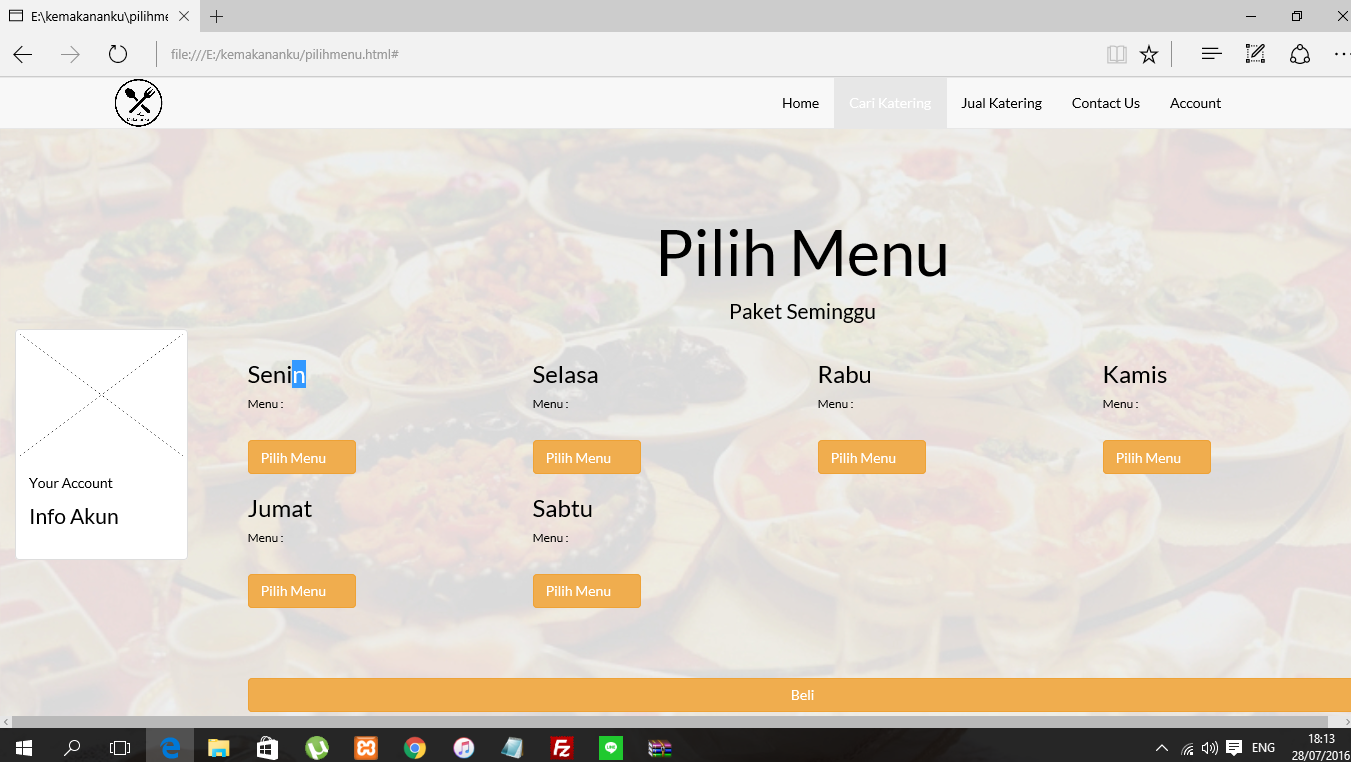 E:\kemakananku\pilihme
file:///E:/kemakananku/pilihmenu.html#
Home Cari Katering Jual Katering Contact Us Account
Pilih Menu
Paket Seminggu
Senin Selasa Rabu Kamis
Menu : Menu : Menu : Menu :
Pilih Menu Pilih Menu Pilih Menu Pilih Menu
Your Account
Info Akun
Jumat Sabtu
Menu : Menu :
Pilih Menu Pilih Menu
Beli
ENG
18:13
28/07/2016